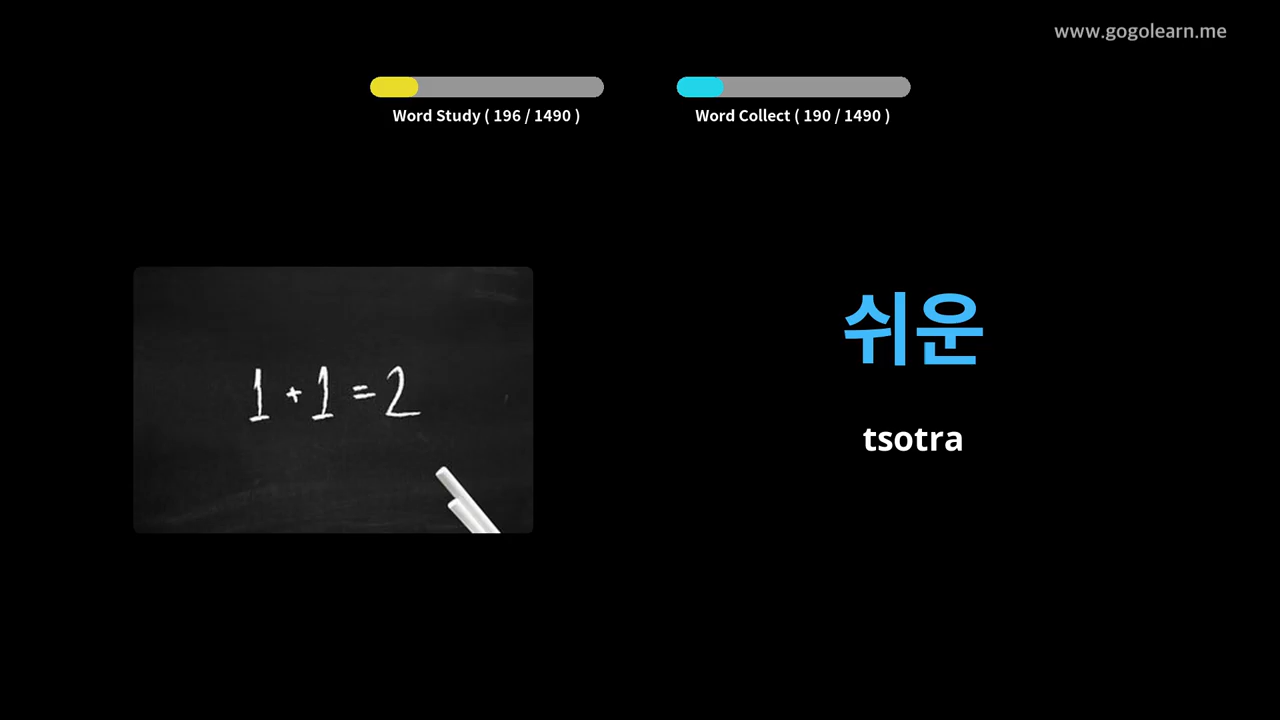 www.gogolearn.me
Word Study ( 196 / 1490 )
Word Collect ( 190 / 1490 )
1 + 1 = 2
쉬운
tsotra